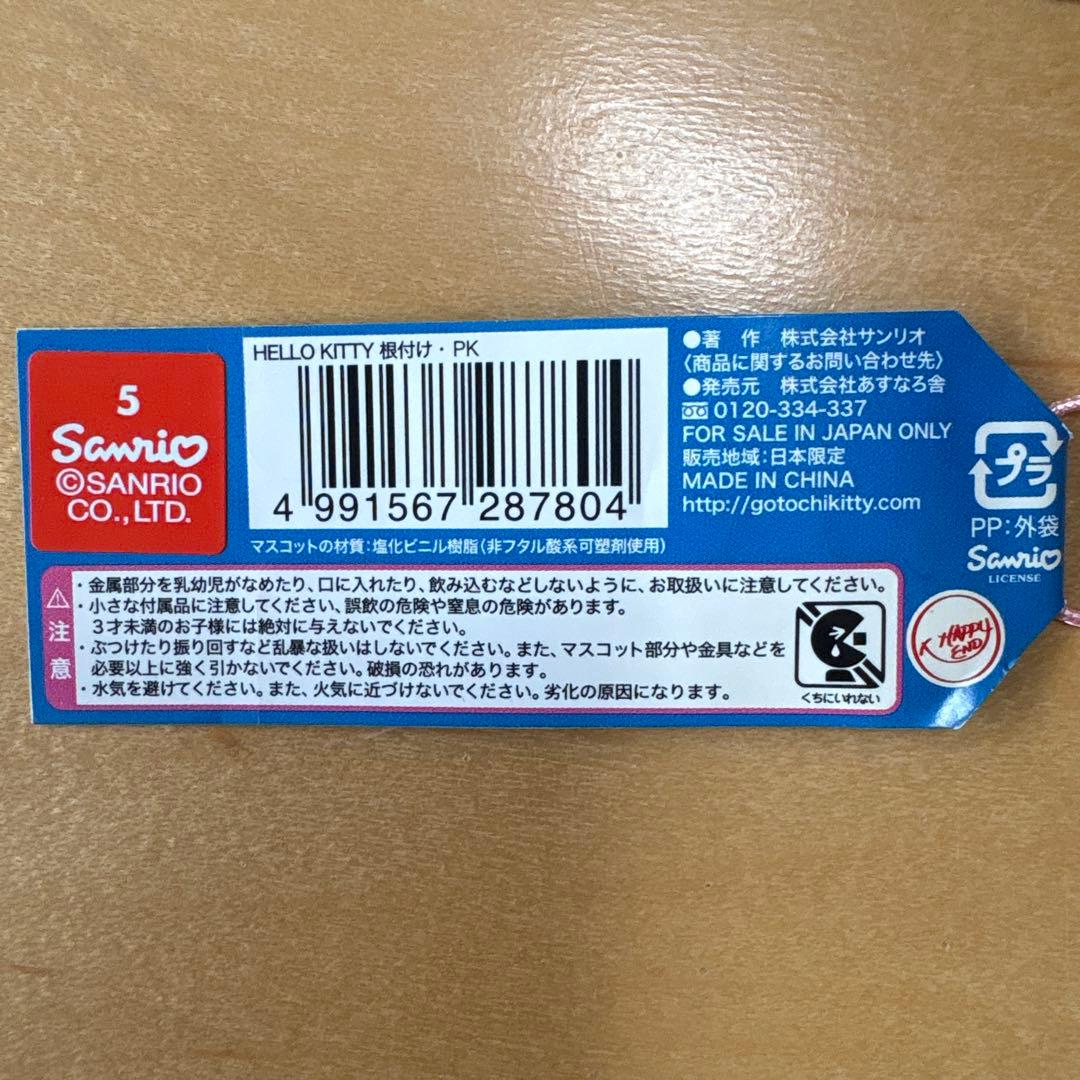 5
Sanrio
©SANRIO
CO., LTD.
HELLO KITTY 根付け・PK
4 991567 287804
マスコットの材質：塩化ビニル樹脂（非フタル酸系可塑剤使用）
●著　作　株式会社サンリオ
〈商品に関するお問い合わせ先〉
●発売元　株式会社あすなろ舎
0120-334-337
FOR SALE IN JAPAN ONLY
販売地域：日本限定
MADE IN CHINA
http://gotochikitty.com
プラ
PP：外袋
Sanrio
LICENSE
注意
・金属部分を乳幼児がなめたり、口に入れたり、飲み込むなどしないように、お取扱いに注意してください。
・小さな付属品に注意してください、誤飲の危険や窒息の危険があります。
３才未満のお子様には絶対に与えないでください。
・ぶつけたり振り回すなど乱暴な扱いはしないでください。また、マスコット部分や金具などを
必要以上に強く引かないでください。破損の恐れがあります。
・水気を避けてください。また、火気に近づけないでください。劣化の原因になります。
くちにいれない
HAPPY
END